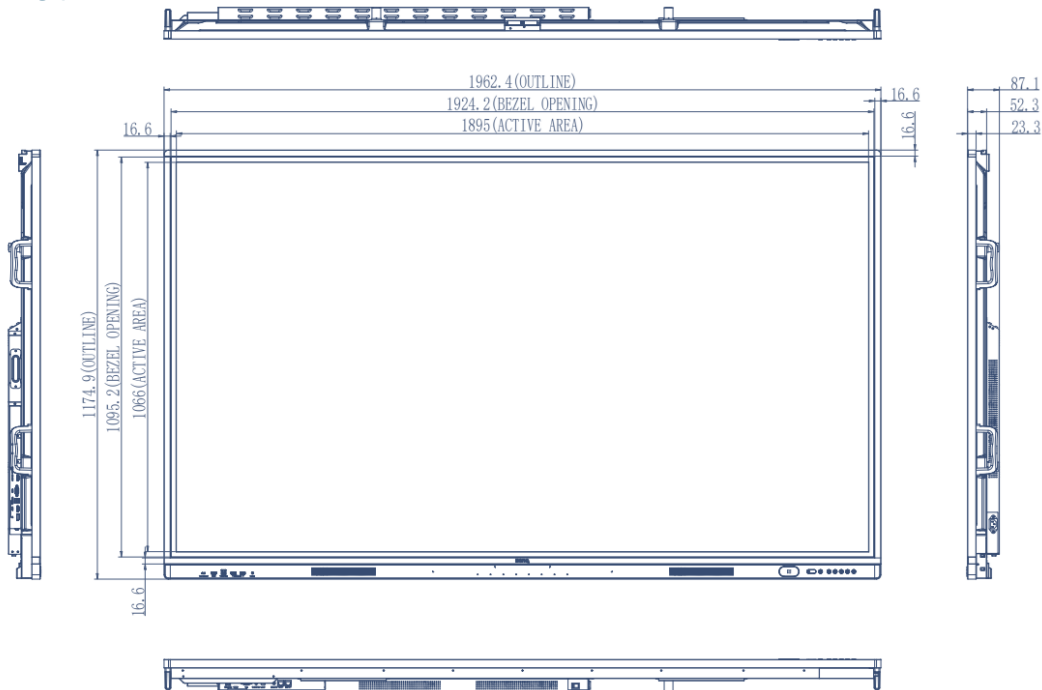 1962.4(OUTLINE)
1924.2(BEZEL OPENING)
1895(ACTIVE AREA)
16.6
16.6
16.6
87.1
52.3
23.3
1174.9(OUTLINE)
1095.2(BEZEL OPENING)
1066(ACTIVE AREA)
16.6